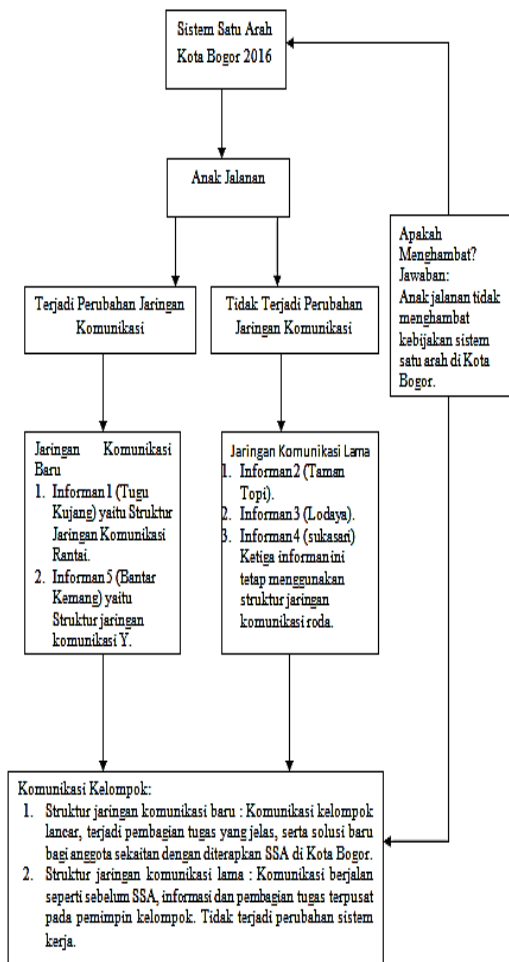 Sistem Satu Arah
Kota Bogor 2016
Anak Jalanan
Apakah
Menghambat?
Jawaban:
Anak jalanan tidak
menghambat
kebijakan sistem
satu arah di Kota
Bogor.
Terjadi Perubahan Jaringan
Komunikasi
Tidak Terjadi Perubahan
Jaringan Komunikasi
Jaringan Komunikasi
Baru
1. Informan 1 (Tugu
Kujang) yaitu Struktur
Jaringan Komunikasi
Rantai.
2. Informan 5 (Bantar
Kemang) yaitu
Struktur jaringan
komunikasi Y.
Jaringan Komunikasi Lama
1. Informan 2 (Taman
Topi).
2. Informan 3 (Lodaya).
3. Informan 4 (sukasari)
Ketiga informan ini
tetap menggunakan
struktur jaringan
komunikasi roda.
Komunikasi Kelompok:
1. Struktur jaringan komunikasi baru : Komunikasi kelompok
lancar, terjadi pembagian tugas yang jelas, serta solusi baru
bagi anggota sekaitan dengan diterapkan SSA di Kota Bogor.
2. Struktur jaringan komunikasi lama : Komunikasi berjalan
seperti sebelum SSA, informasi dan pembagian tugas terpusat
pada pemimpin kelompok. Tidak terjadi perubahan sistem
kerja.